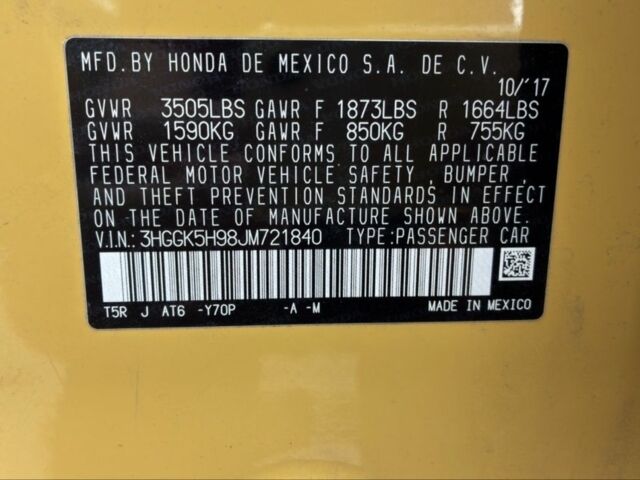 MFD.BY HONDA DE MEXICO S.A. DE C.V.
10/'17
GVWR 3505LBS GAWR F 1873LBS R 1664LBS
GVWR 1590KG GAWR F 850KG R 755KG
THIS VEHICLE CONFORMS TO ALL APPLICABLE
FEDERAL MOTOR VEHICLE SAFETY, BUMPER,
AND THEFT PREVENTION STANDARDS IN EFFECT
ON THE DATE OF MANUFACTURE SHOWN ABOVE.
V.I.N.: 3HGGK5H98JM721840 TYPE:PASSENGER CAR
T5R J AT6 -Y70P -A -M MADE IN MEXICO